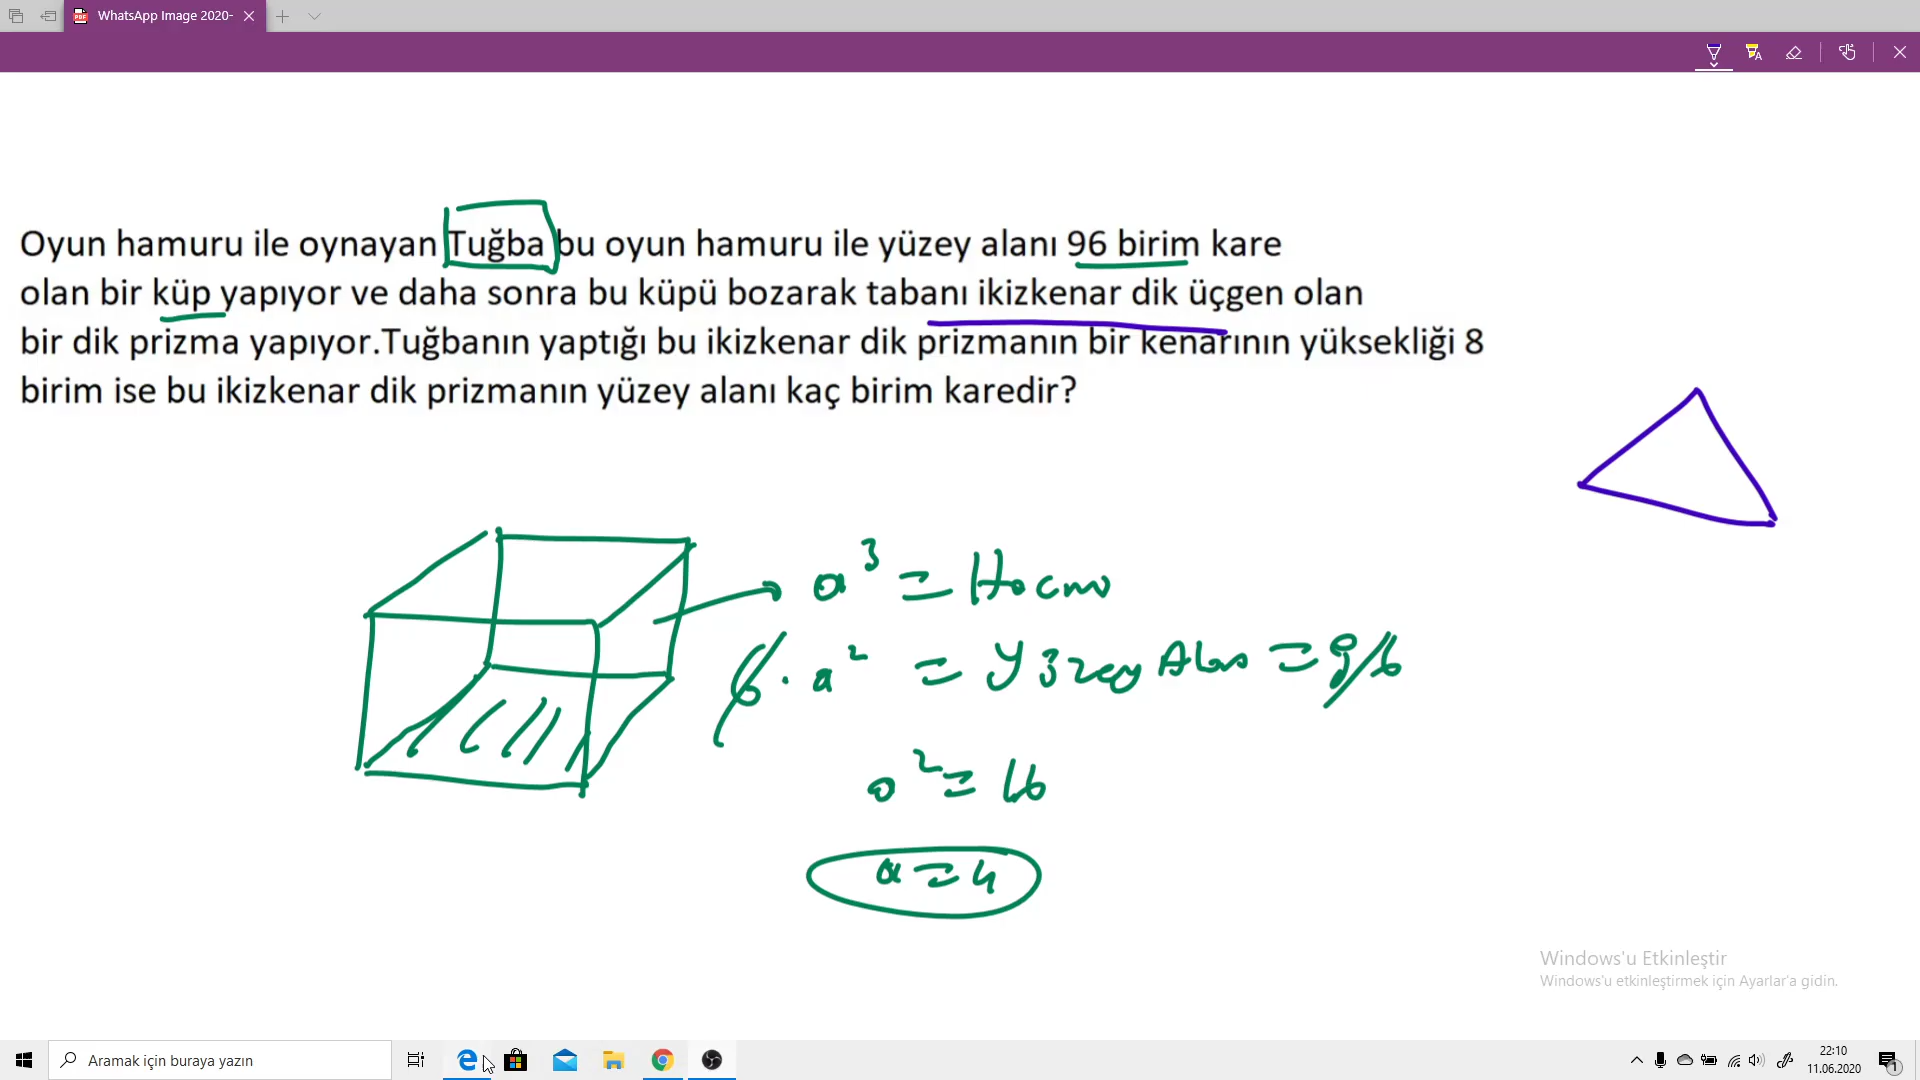 WhatsApp Image 2020-
Oyun hamuru ile oynayan Tuğba bu oyun hamuru ile yüzey alanı 96 birim kare
olan bir küp yapıyor ve daha sonra bu küpü bozarak tabanı ikizkenar dik üçgen olan
bir dik prizma yapıyor.Tuğbanın yaptığı bu ikizkenar dik prizmanın bir kenarının yüksekliği 8
birim ise bu ikizkenar dik prizmanın yüzey alanı kaç birim karedir?
a³ = Hacmı
6 · a² = Yüzey Alanı = 96
a² = 16
a = 4
Windows'u Etkinleştir
Windows'u etkinleştirmek için Ayarlar'a gidin.
Aramak için buraya yazın
22:10
11.06.2020
1